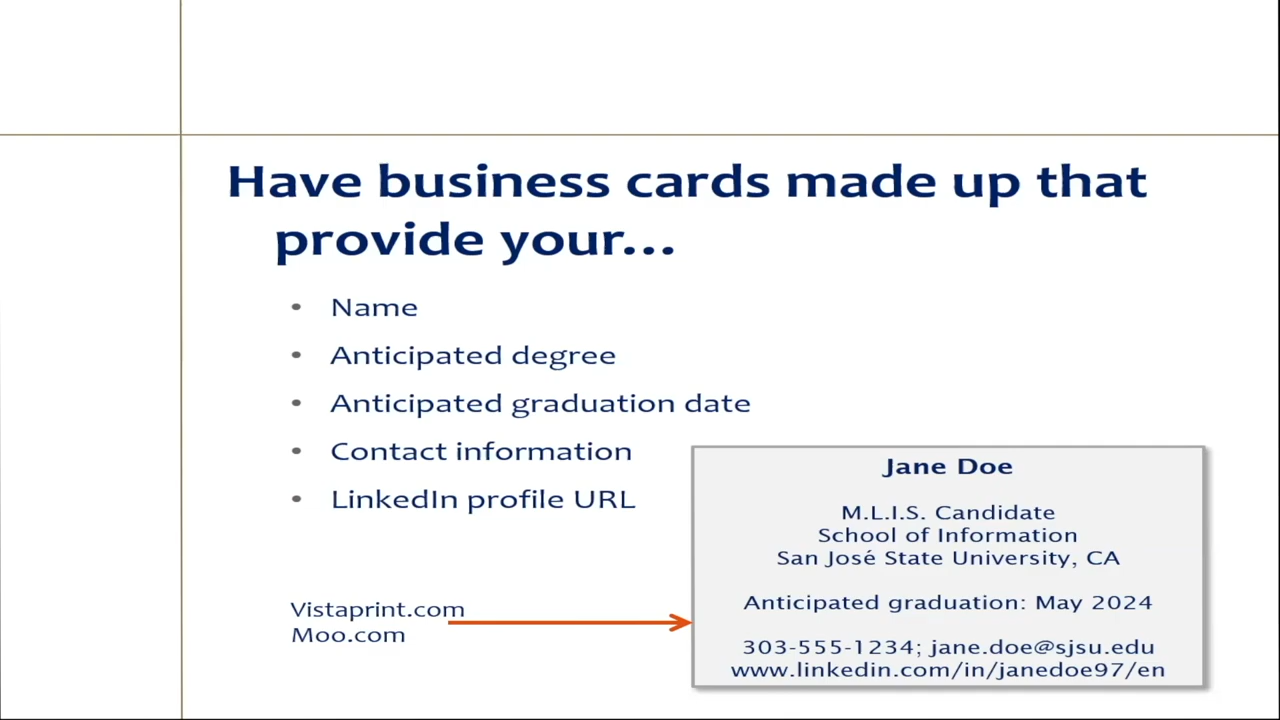 Have business cards made up that
provide your...
• Name
• Anticipated degree
• Anticipated graduation date
• Contact information
• LinkedIn profile URL
Vistaprint.com
Moo.com
Jane Doe
M.L.I.S. Candidate
School of Information
San José State University, CA
Anticipated graduation: May 2024
303-555-1234; jane.doe@sjsu.edu
www.linkedin.com/in/janedoe97/en